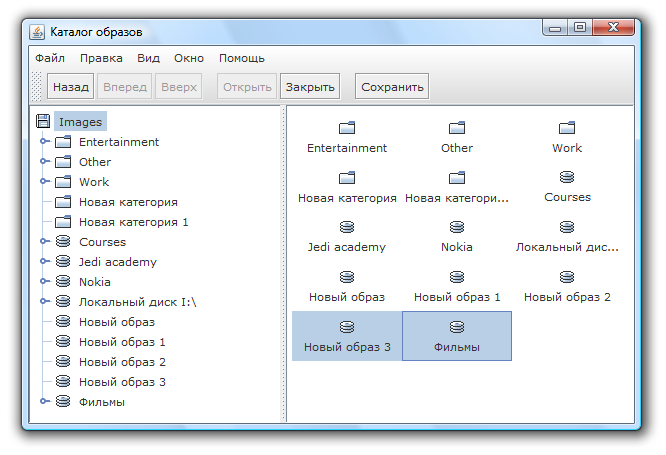 Каталог образов
Файл Правка Вид Окно Помощь
Назад Вперед Вверх Открыть Закрыть Сохранить
Images
Entertainment
Other
Work
Новая категория
Новая категория 1
Courses
Jedi academy
Nokia
Локальный диск I:\
Новый образ
Новый образ 1
Новый образ 2
Новый образ 3
Фильмы
Entertainment Other Work
Новая категория Новая категори... Courses
Jedi academy Nokia Локальный дис...
Новый образ Новый образ 1 Новый образ 2
Новый образ 3 Фильмы